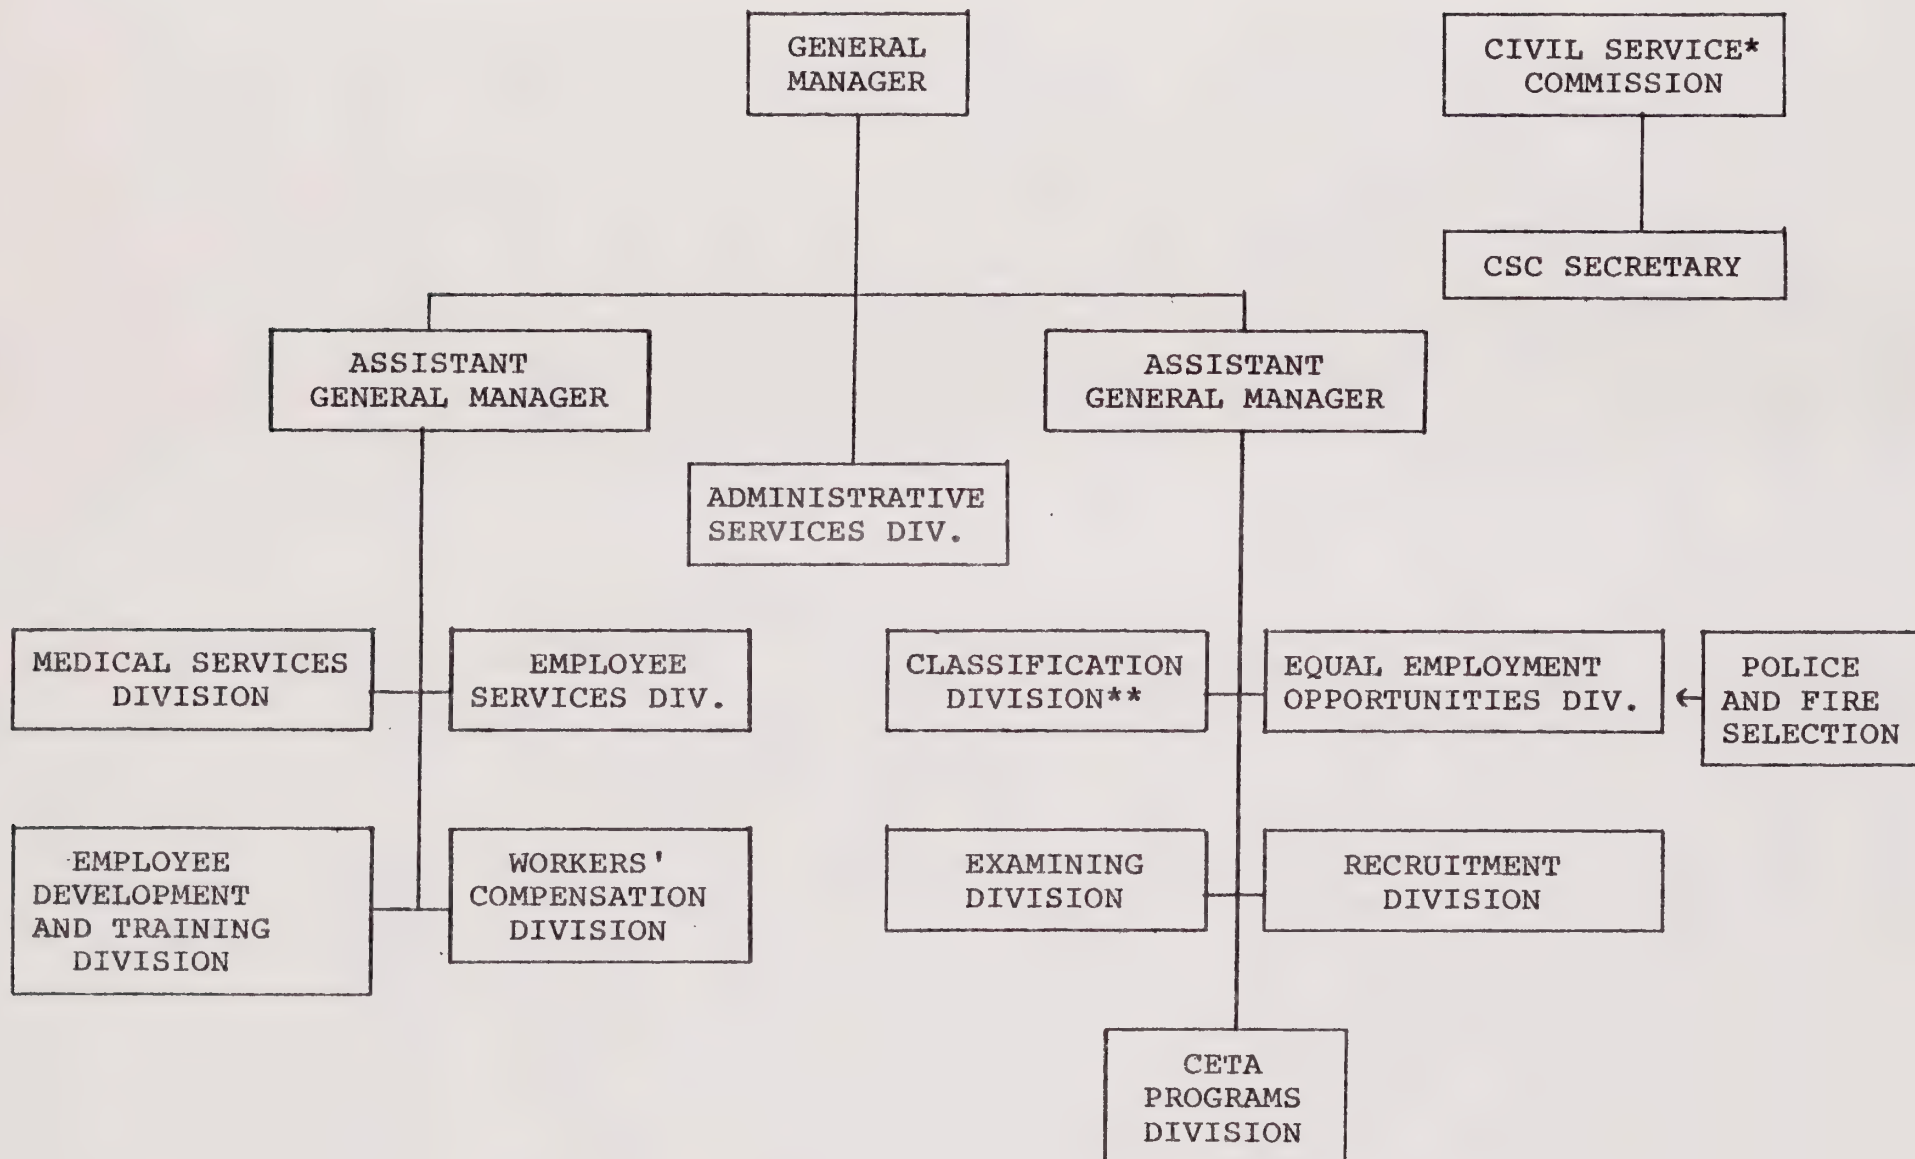 GENERAL
MANAGER
CIVIL SERVICE*
COMMISSION
CSC SECRETARY
ASSISTANT
GENERAL MANAGER
ASSISTANT
GENERAL MANAGER
ADMINISTRATIVE
SERVICES DIV.
MEDICAL SERVICES
DIVISION
EMPLOYEE
SERVICES DIV.
CLASSIFICATION
DIVISION**
EQUAL EMPLOYMENT
OPPORTUNITIES DIV.
POLICE
AND FIRE
SELECTION
EMPLOYEE
DEVELOPMENT
AND TRAINING
DIVISION
WORKERS'
COMPENSATION
DIVISION
EXAMINING
DIVISION
RECRUITMENT
DIVISION
CETA
PROGRAMS
DIVISION